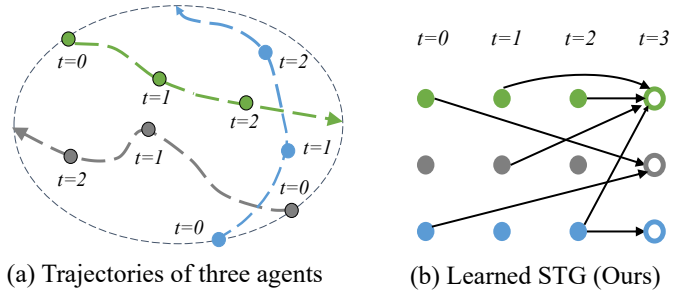 t=0
t=1
t=2
t=2
t=1
t=0
t=2
t=1
t=0
(a) Trajectories of three agents
t=0 t=1 t=2 t=3
(b) Learned STG (Ours)